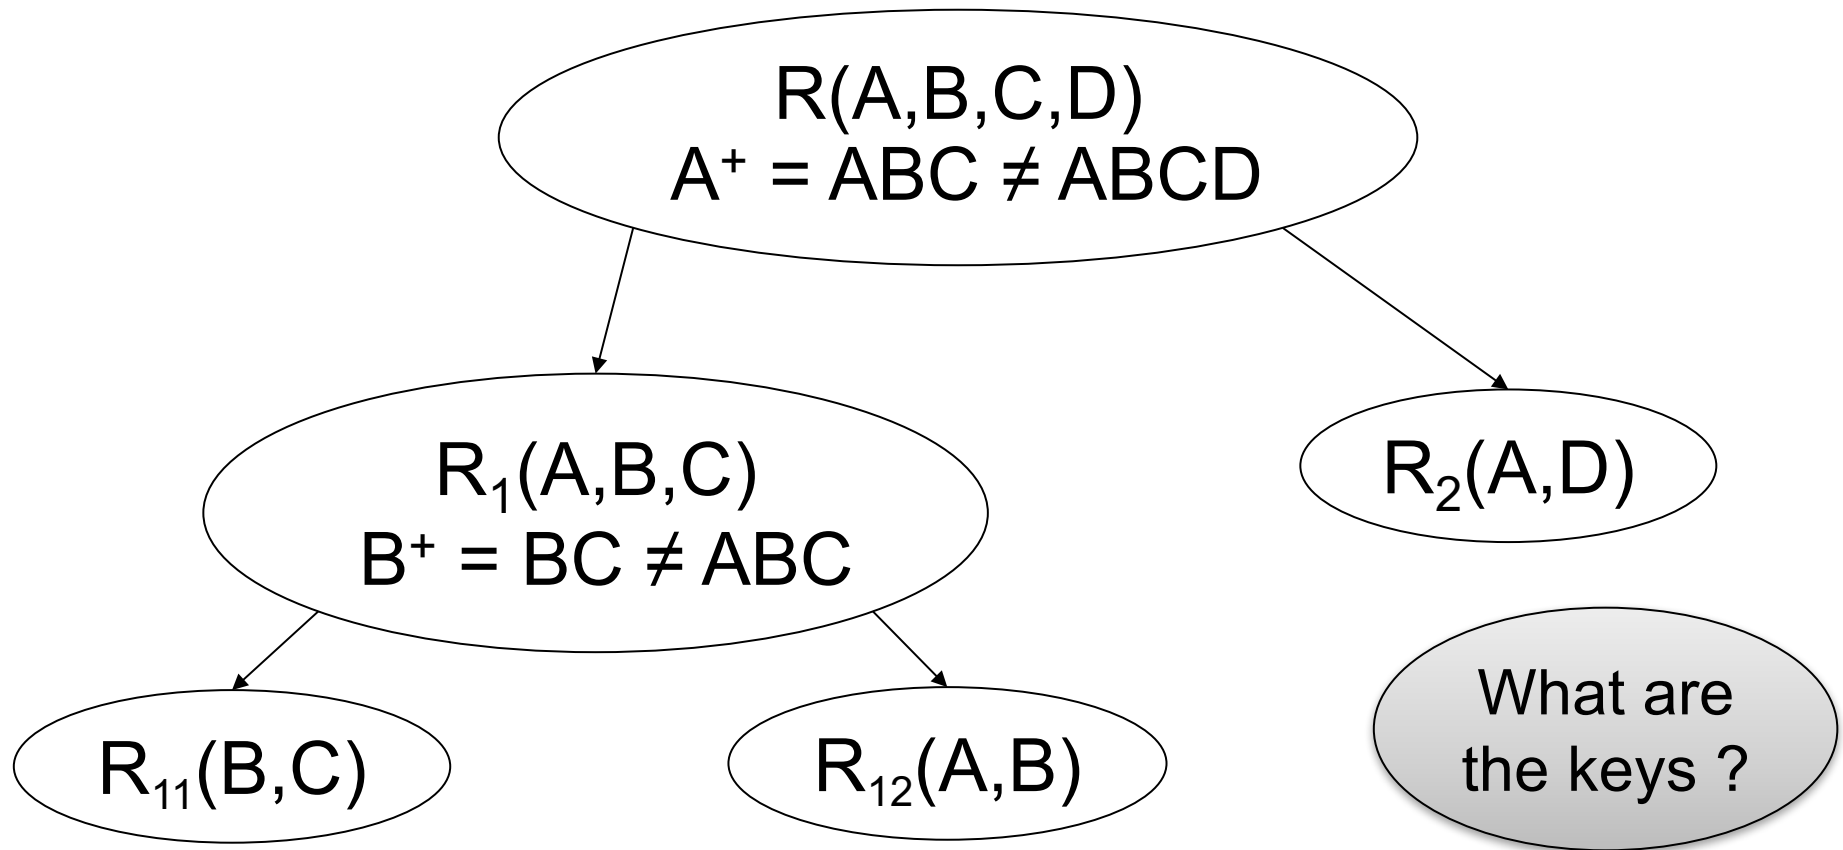 R(A,B,C,D)
A⁺ = ABC ≠ ABCD
R₁(A,B,C)
B⁺ = BC ≠ ABC
R₂(A,D)
R₁₁(B,C)
R₁₂(A,B)
What are
the keys ?